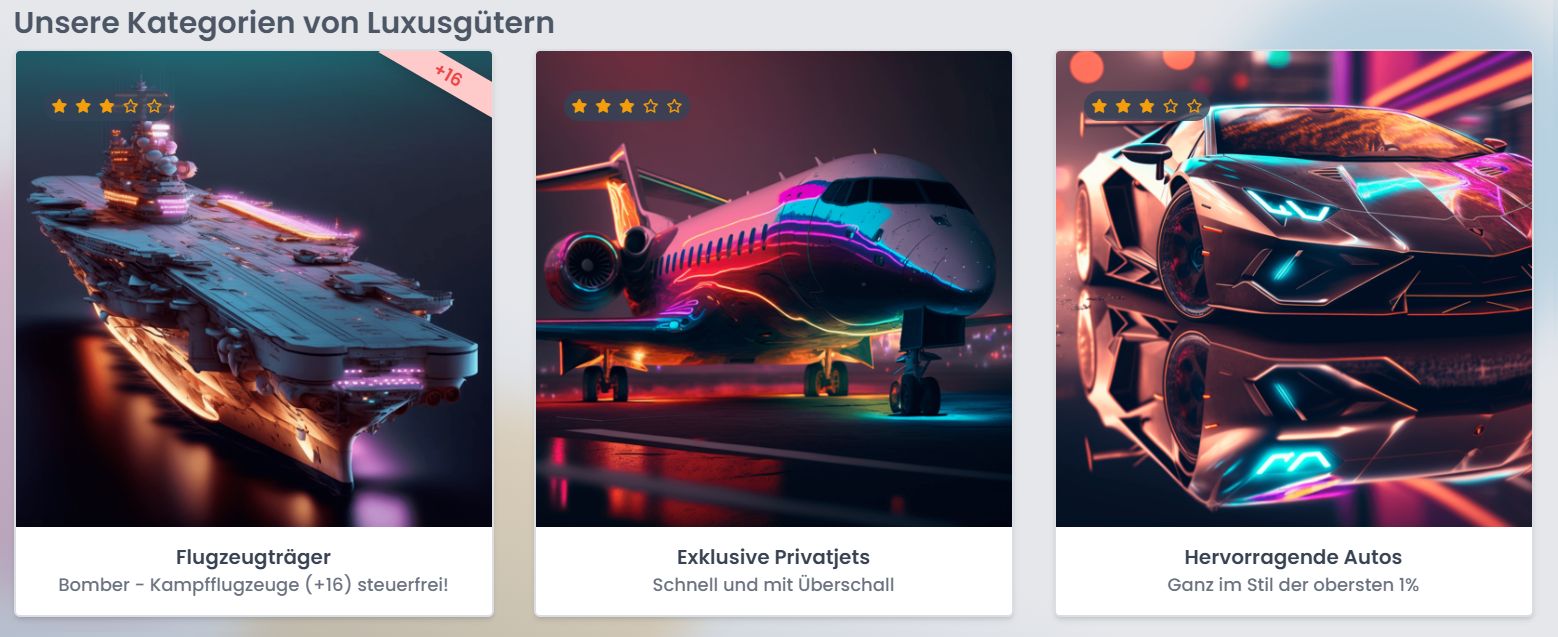 Unsere Kategorien von Luxusgütern
+16
Flugzeugträger
Bomber - Kampfflugzeuge (+16) steuerfrei!
Exklusive Privatjets
Schnell und mit Überschall
Hervorragende Autos
Ganz im Stil der obersten 1%